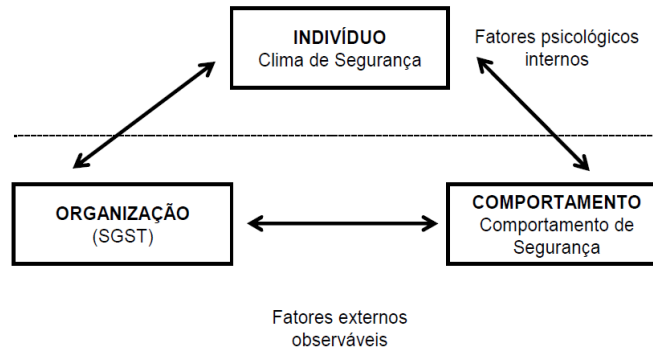 INDIVÍDUO
Clima de Segurança
Fatores psicológicos
internos
ORGANIZAÇÃO
(SGST)
COMPORTAMENTO
Comportamento de
Segurança
Fatores externos
observáveis